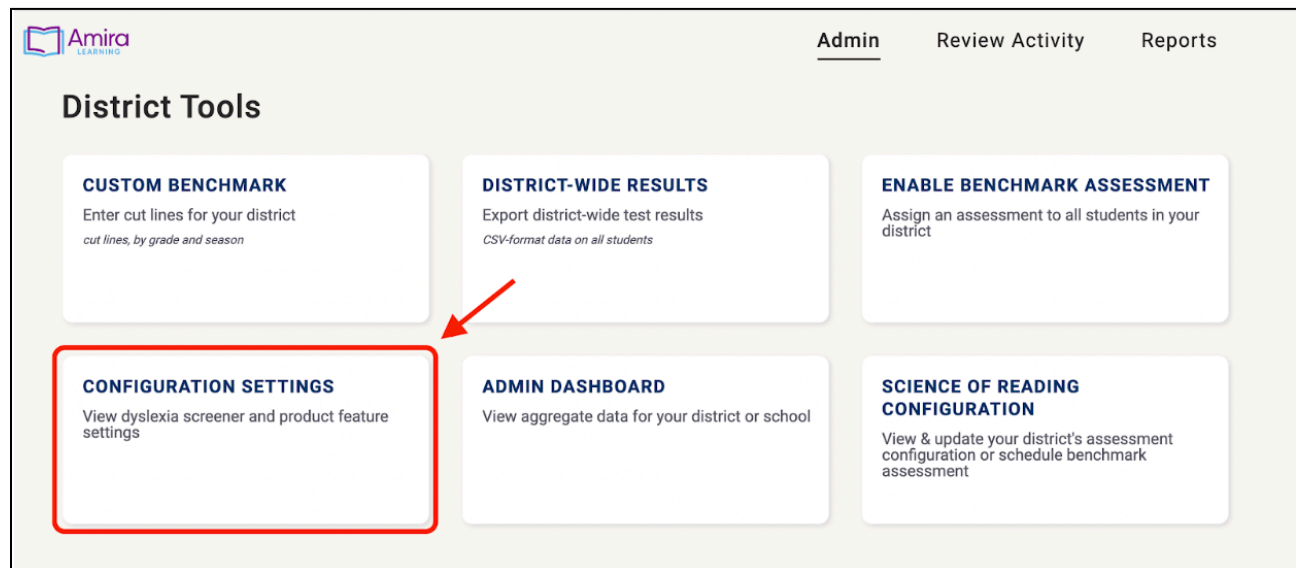 Amira
LEARNING
Admin
Review Activity
Reports
District Tools
CUSTOM BENCHMARK
Enter cut lines for your district
cut lines, by grade and season
DISTRICT-WIDE RESULTS
Export district-wide test results
CSV-format data on all students
ENABLE BENCHMARK ASSESSMENT
Assign an assessment to all students in your
district
CONFIGURATION SETTINGS
View dyslexia screener and product feature
settings
ADMIN DASHBOARD
View aggregate data for your district or school
SCIENCE OF READING
CONFIGURATION
View & update your district's assessment
configuration or schedule benchmark
assessment